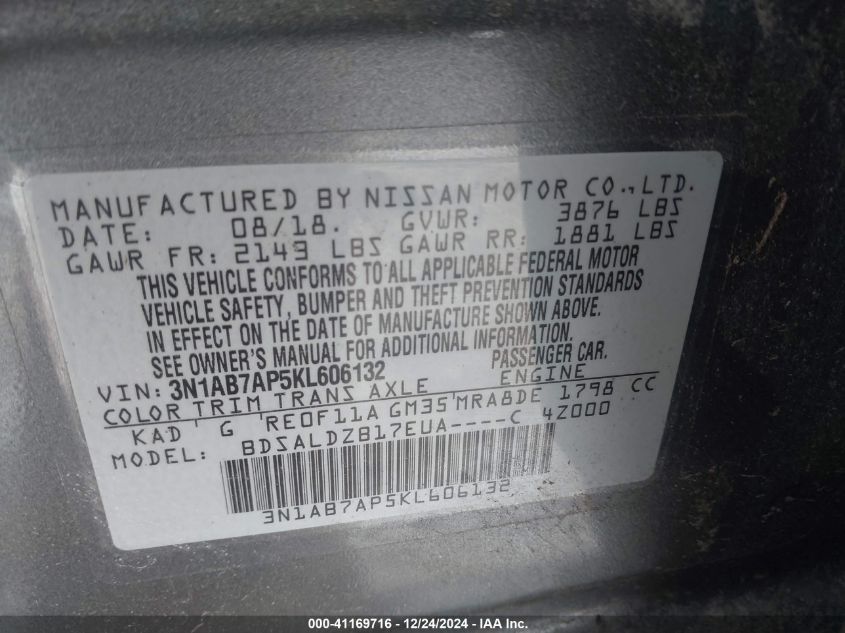 MANUFACTURED BY NISSAN MOTOR CO.,LTD.
DATE: 08/18. GVWR: 3876 LBS
GAWR FR: 2149 LBS GAWR RR: 1881 LBS
THIS VEHICLE CONFORMS TO ALL APPLICABLE FEDERAL MOTOR
VEHICLE SAFETY, BUMPER AND THEFT PREVENTION STANDARDS
IN EFFECT ON THE DATE OF MANUFACTURE SHOWN ABOVE.
SEE OWNER'S MANUAL FOR ADDITIONAL INFORMATION.
VIN: 3N1AB7AP5KL606132 PASSENGER CAR.
COLOR TRIM TRANS AXLE ENGINE
KAD G RE0F11A GM35 MRA8DE 1798 CC
MODEL: BDSALDZB17EUA----C 4Z000
3N1AB7AP5KL606132
000-41169716 - 12/24/2024 - IAA Inc.